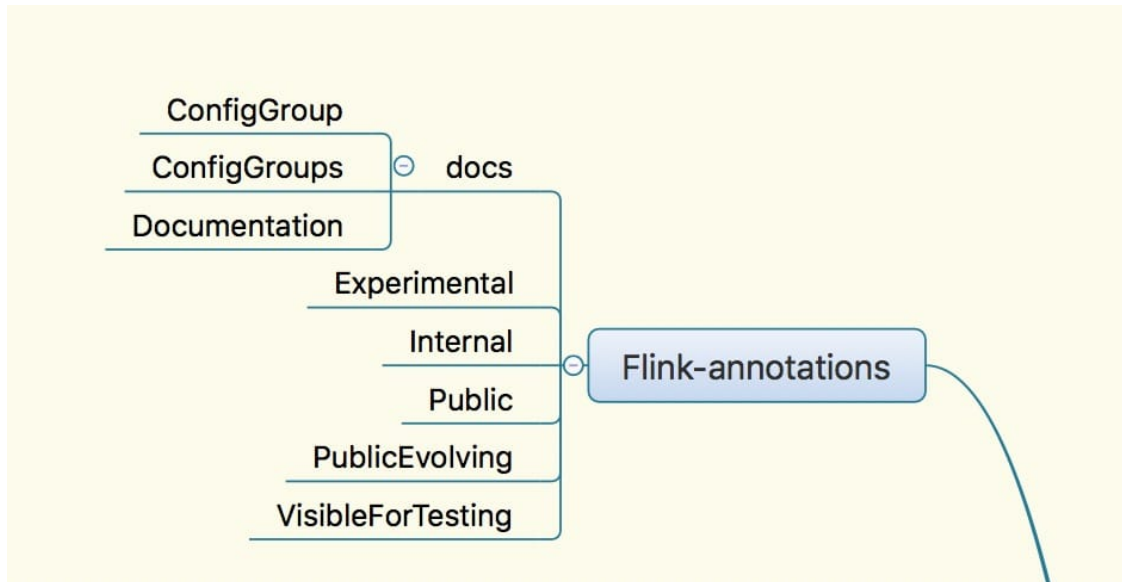 ConfigGroup
ConfigGroups
docs
Documentation
Experimental
Internal
Flink-annotations
Public
PublicEvolving
VisibleForTesting